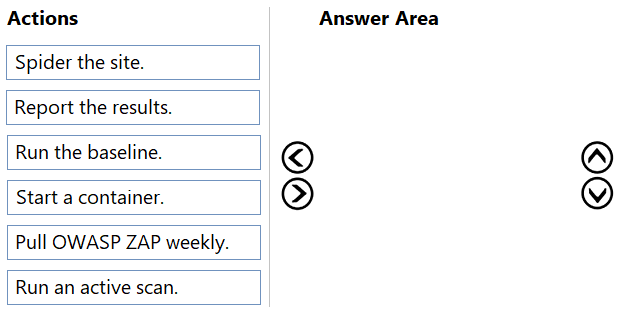 Actions
Answer Area
Spider the site.
Report the results.
Run the baseline.
Start a container.
Pull OWASP ZAP weekly.
Run an active scan.